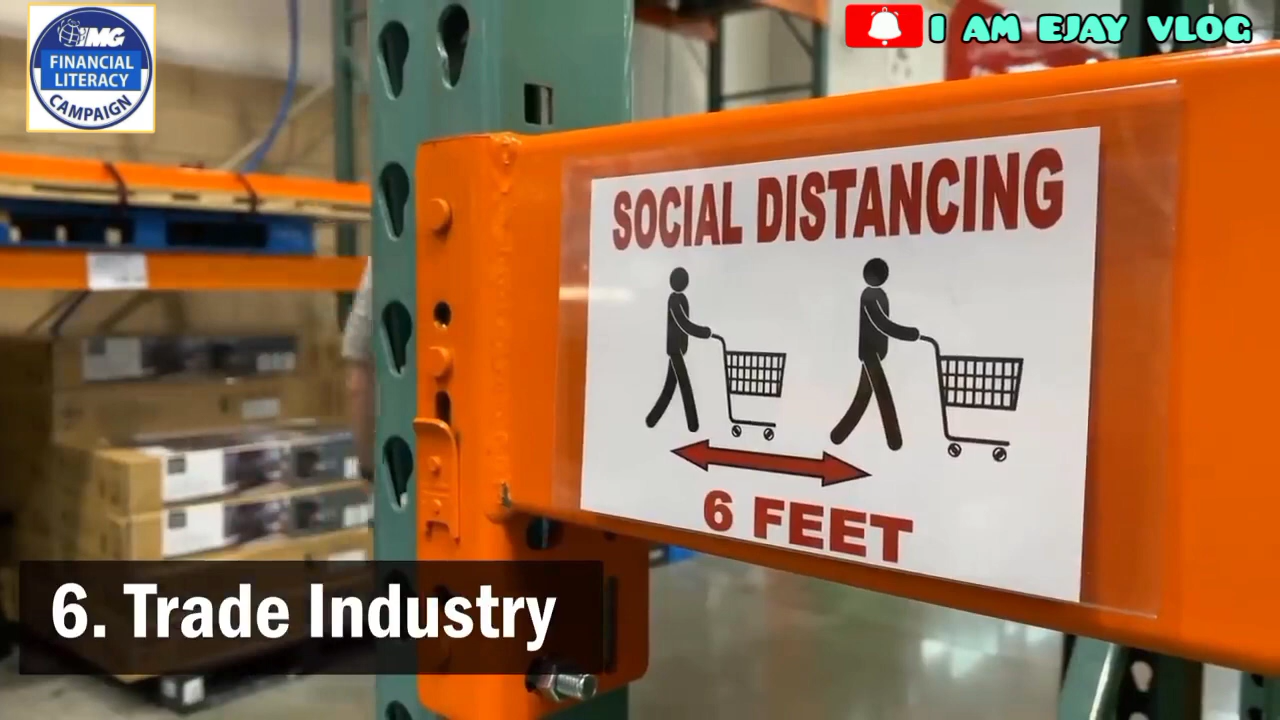 IMG
FINANCIAL
LITERACY
CAMPAIGN
I AM EJAY VLOG
SOCIAL DISTANCING
6 FEET
6. Trade Industry